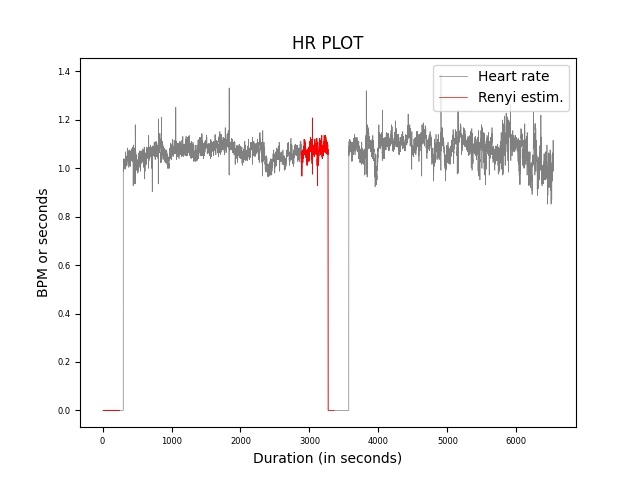 HR PLOT
Heart rate
Renyi estim.
BPM or seconds
1.4
1.2
1.0
0.8
0.6
0.4
0.2
0.0
0 1000 2000 3000 4000 5000 6000
Duration (in seconds)